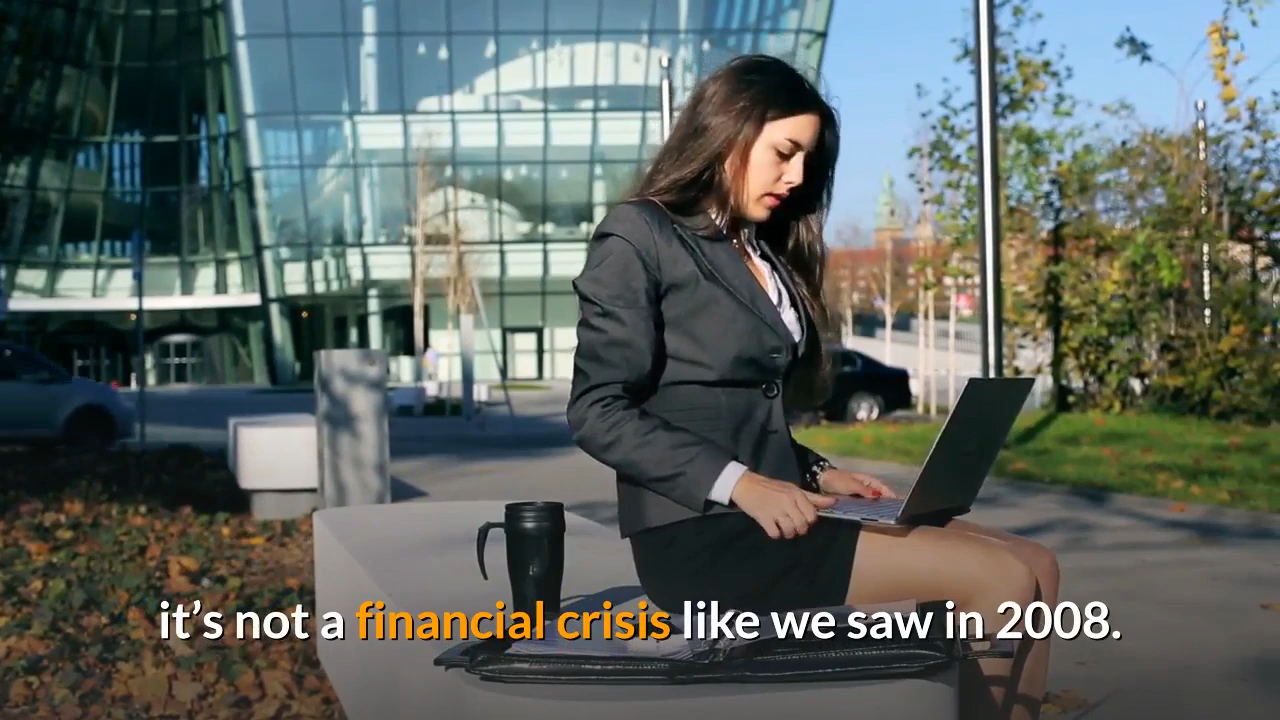 it’s not a financial crisis like we saw in 2008.